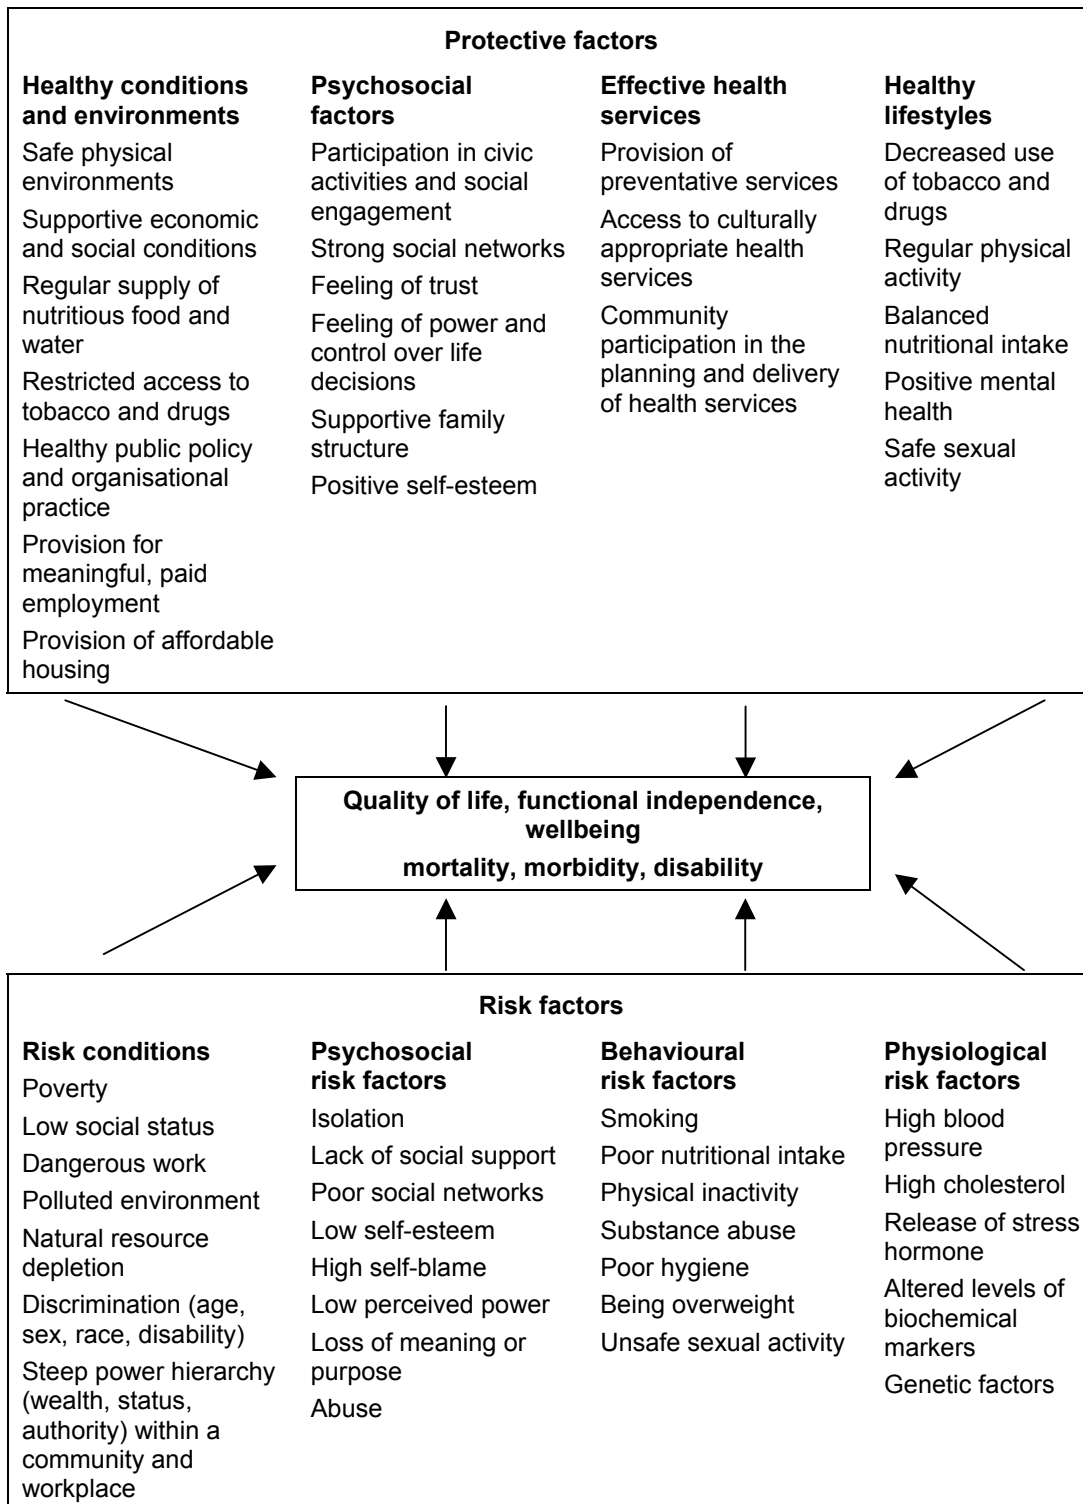 Protective factors
Healthy conditions
and environments
Safe physical
environments
Supportive economic
and social conditions
Regular supply of
nutritious food and
water
Restricted access to
tobacco and drugs
Healthy public policy
and organisational
practice
Provision for
meaningful, paid
employment
Provision of affordable
housing
Psychosocial
factors
Participation in civic
activities and social
engagement
Strong social networks
Feeling of trust
Feeling of power and
control over life
decisions
Supportive family
structure
Positive self-esteem
Effective health
services
Provision of
preventative services
Access to culturally
appropriate health
services
Community
participation in the
planning and delivery
of health services
Healthy
lifestyles
Decreased use
of tobacco and
drugs
Regular physical
activity
Balanced
nutritional intake
Positive mental
health
Safe sexual
activity
Quality of life, functional independence,
wellbeing
mortality, morbidity, disability
Risk factors
Risk conditions
Poverty
Low social status
Dangerous work
Polluted environment
Natural resource
depletion
Discrimination (age,
sex, race, disability)
Steep power hierarchy
(wealth, status,
authority) within a
community and
workplace
Psychosocial
risk factors
Isolation
Lack of social support
Poor social networks
Low self-esteem
High self-blame
Low perceived power
Loss of meaning or
purpose
Abuse
Behavioural
risk factors
Smoking
Poor nutritional intake
Physical inactivity
Substance abuse
Poor hygiene
Being overweight
Unsafe sexual activity
Physiological
risk factors
High blood
pressure
High cholesterol
Release of stress
hormone
Altered levels of
biochemical
markers
Genetic factors